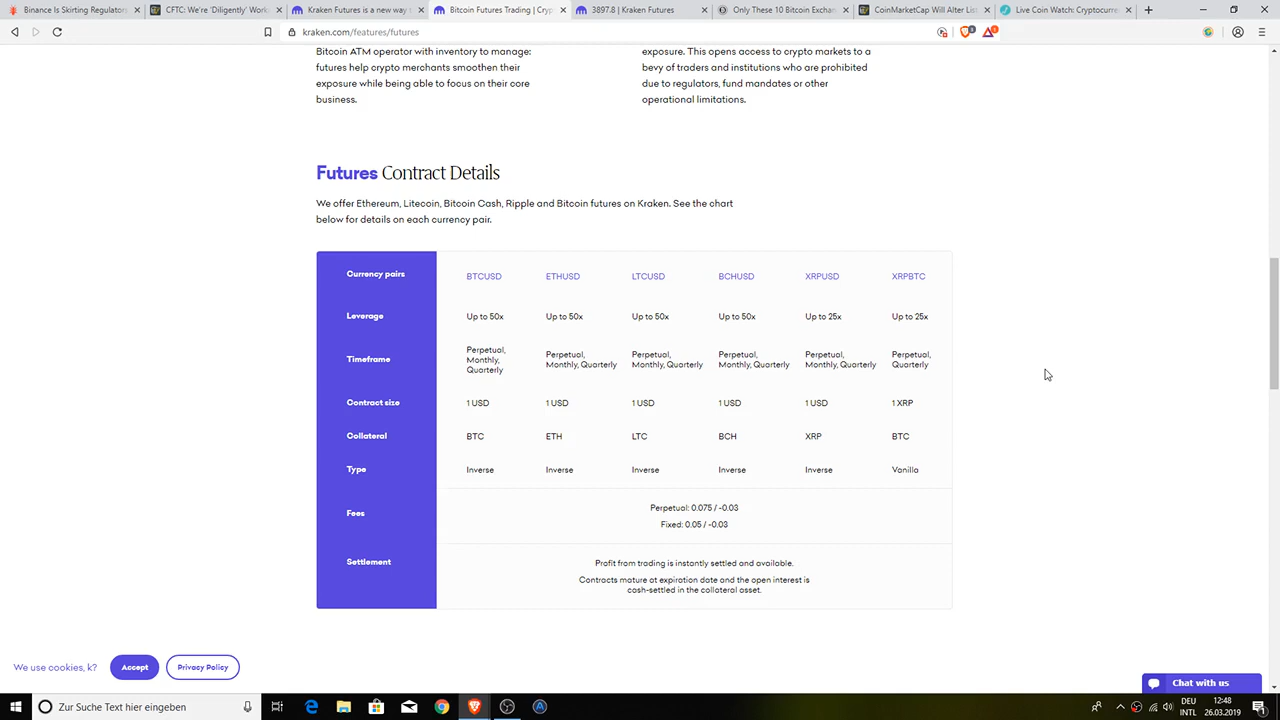 Binance Is Skirting Regulators
CFTC: We're 'Diligently' Work
Kraken Futures is a new way
Bitcoin Futures Trading | Cryp
3897.8 | Kraken Futures
Only These 10 Bitcoin Exchan
CoinMarketCap Will Alter List
Live Coin Watch: Cryptocurre
kraken.com/features/futures
Bitcoin ATM operator with inventory to manage:
futures help crypto merchants smoothen their
exposure while being able to focus on their core
business.
exposure. This opens access to crypto markets to a
bevy of traders and institutions who are prohibited
due to regulators, fund mandates or other
operational limitations.
Futures Contract Details
We offer Ethereum, Litecoin, Bitcoin Cash, Ripple and Bitcoin futures on Kraken. See the chart
below for details on each currency pair.
Currency pairs BTCUSD ETHUSD LTCUSD BCHUSD XRPUSD XRPBTC
Leverage Up to 50x Up to 50x Up to 50x Up to 50x Up to 25x Up to 25x
Timeframe Perpetual, Monthly, Quarterly Perpetual, Monthly, Quarterly Perpetual, Monthly, Quarterly Perpetual, Monthly, Quarterly Perpetual, Monthly, Quarterly Perpetual, Quarterly
Contract size 1 USD 1 USD 1 USD 1 USD 1 USD 1 XRP
Collateral BTC ETH LTC BCH XRP BTC
Type Inverse Inverse Inverse Inverse Inverse Vanilla
Fees
Perpetual: 0.075 / -0.03
Fixed: 0.05 / -0.03
Settlement
Profit from trading is instantly settled and available.
Contracts mature at expiration date and the open interest is
cash-settled in the collateral asset.
We use cookies, k?
Accept
Privacy Policy
Chat with us
Zur Suche Text hier eingeben
DEU
INTL
12:48
26.03.2019